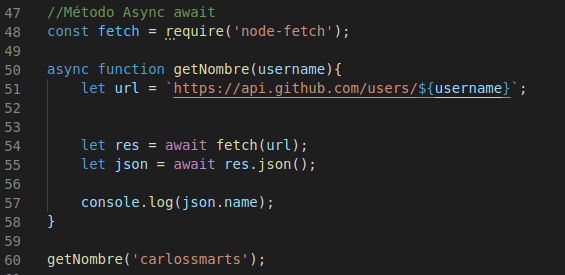 47 //Método Async await
48 const fetch = require('node-fetch');
49
50 async function getNombre(username){
51 let url = `https://api.github.com/users/${username}`;
52
53
54 let res = await fetch(url);
55 let json = await res.json();
56
57 console.log(json.name);
58 }
59
60 getNombre('carlossmarts');